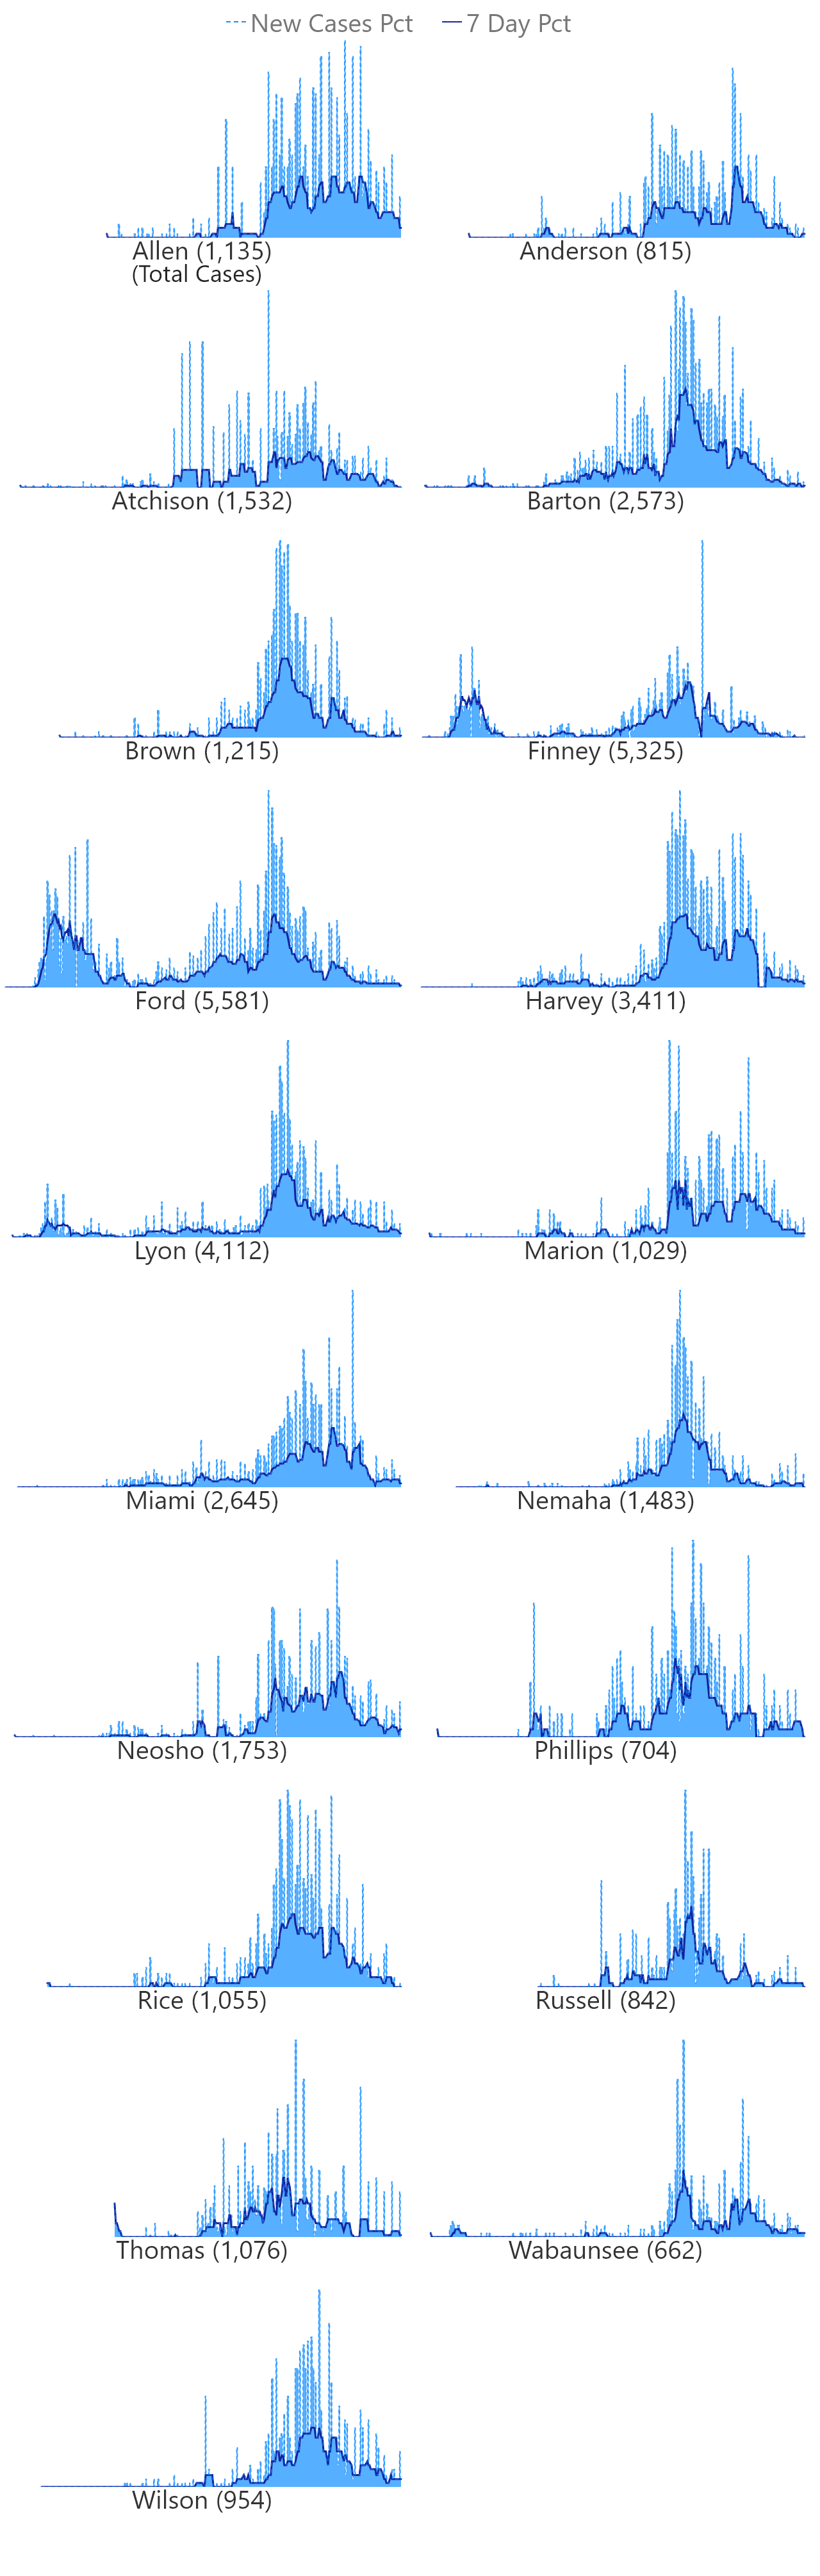 New Cases Pct 7 Day Pct
Allen (1,135) Anderson (815)
(Total Cases)
Atchison (1,532) Barton (2,573)
Brown (1,215) Finney (5,325)
Ford (5,581) Harvey (3,411)
Lyon (4,112) Marion (1,029)
Miami (2,645) Nemaha (1,483)
Neosho (1,753) Phillips (704)
Rice (1,055) Russell (842)
Thomas (1,076) Wabaunsee (662)
Wilson (954)